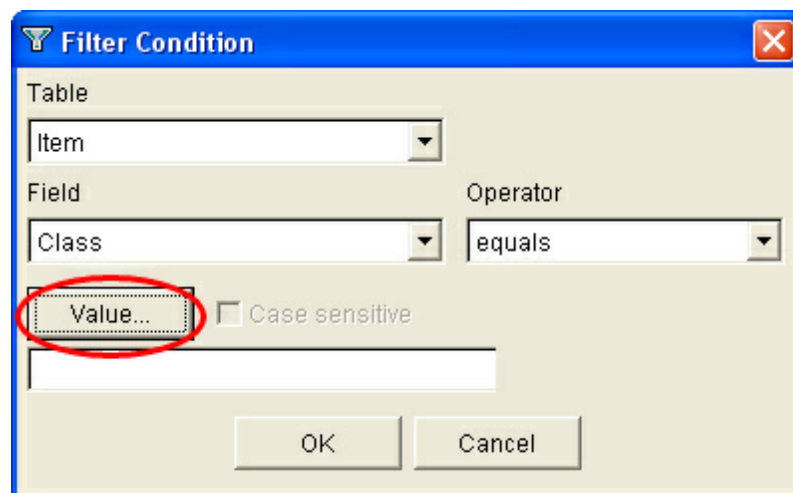 Filter Condition
Table
Item
Field Operator
Class equals
Value... Case sensitive
OK Cancel